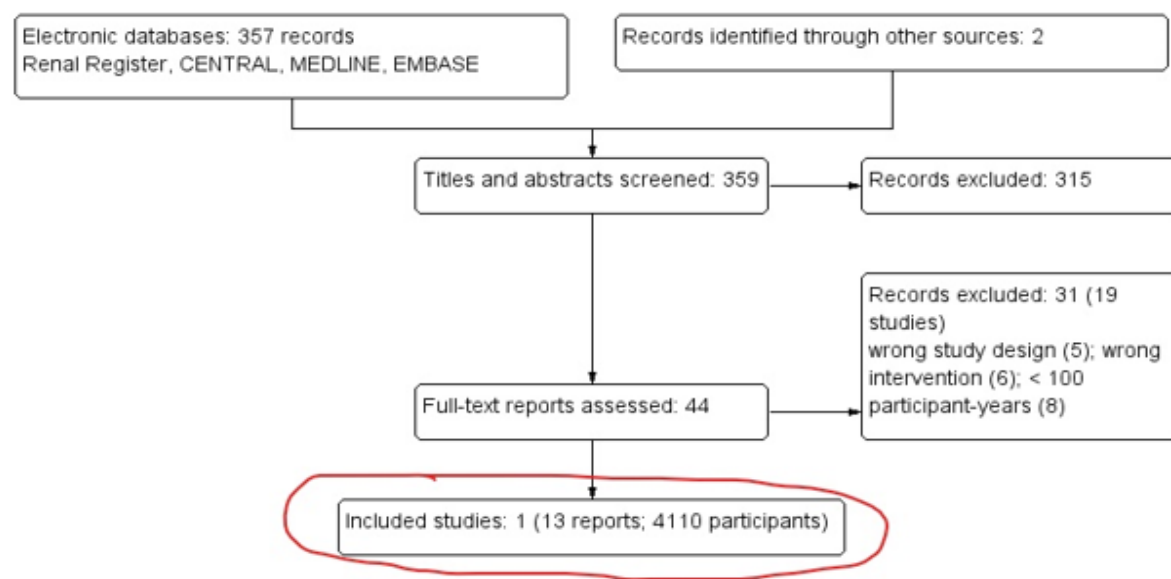 Electronic databases: 357 records
Renal Register, CENTRAL, MEDLINE, EMBASE
Records identified through other sources: 2
Titles and abstracts screened: 359
Records excluded: 315
Records excluded: 31 (19
studies)
wrong study design (5); wrong
intervention (6); < 100
participant-years (8)
Full-text reports assessed: 44
Included studies: 1 (13 reports; 4110 participants)